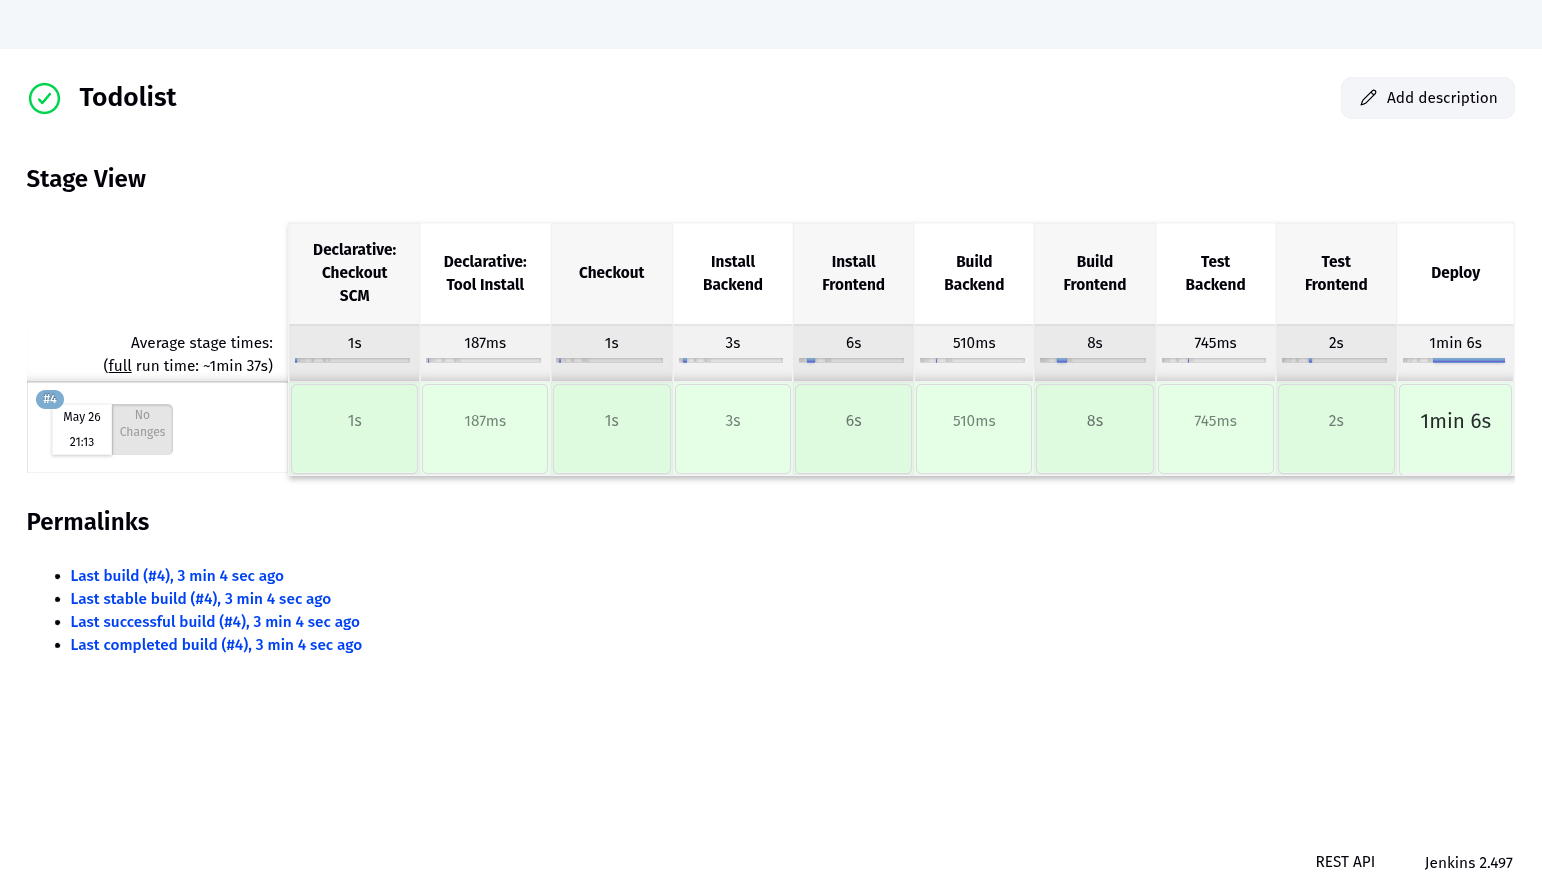 Todolist
Add description
Stage View
Declarative:
Checkout
SCM
Declarative:
Tool Install
Checkout
Install
Backend
Install
Frontend
Build
Backend
Build
Frontend
Test
Backend
Test
Frontend
Deploy
Average stage times:
(full run time: ~1min 37s)
1s
187ms
1s
3s
6s
510ms
8s
745ms
2s
1min 6s
#4
May 26
21:13
No
Changes
1s
187ms
1s
3s
6s
510ms
8s
745ms
2s
1min 6s
Permalinks
Last build (#4), 3 min 4 sec ago
Last stable build (#4), 3 min 4 sec ago
Last successful build (#4), 3 min 4 sec ago
Last completed build (#4), 3 min 4 sec ago
REST API
Jenkins 2.497